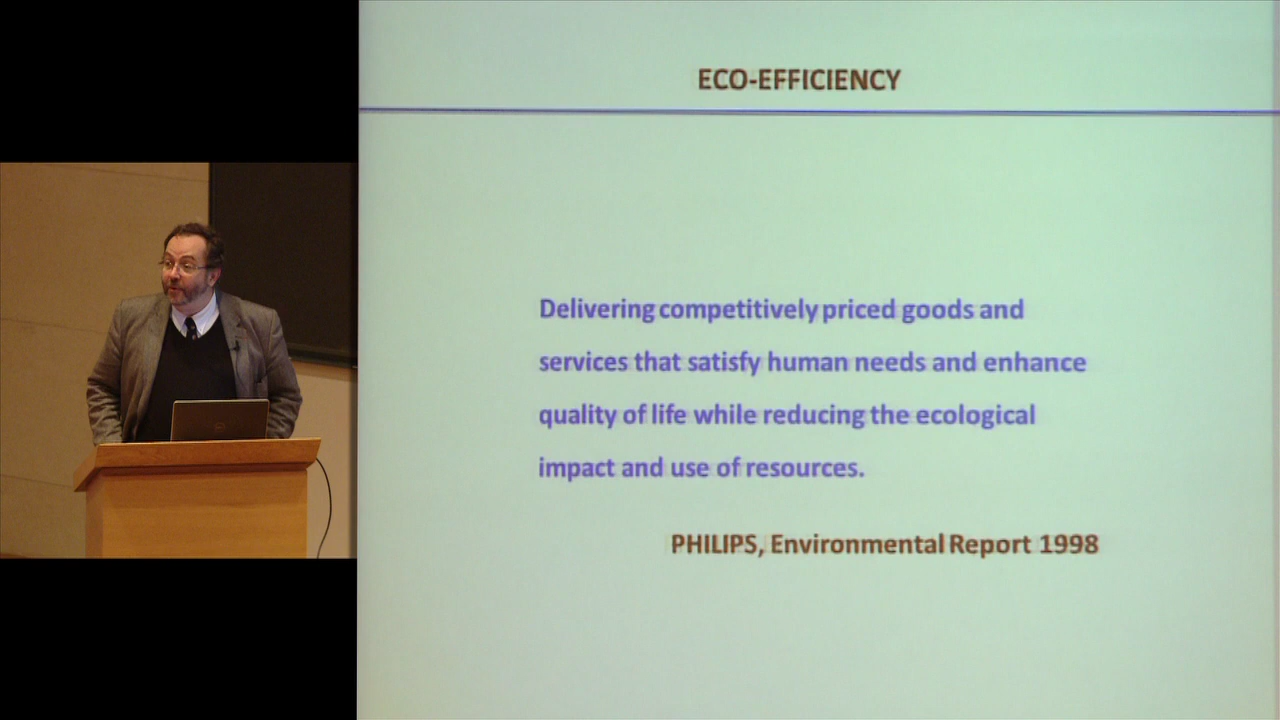 ECO-EFFICIENCY
Delivering competitively priced goods and
services that satisfy human needs and enhance
quality of life while reducing the ecological
impact and use of resources.
PHILIPS, Environmental Report 1998